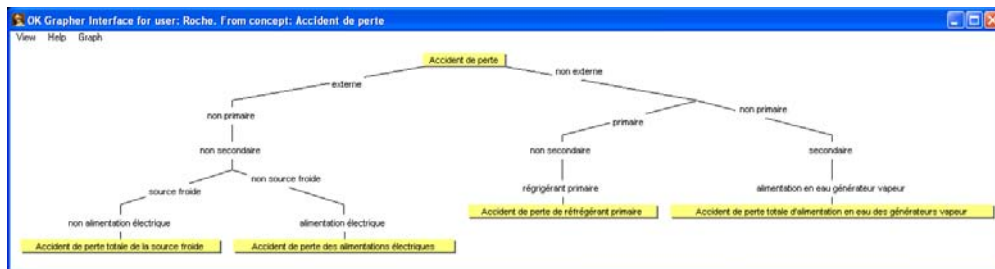 OK Grapher Interface for user: Roche. From concept: Accident de perte
View Help Graph
Accident de perte
externe
non externe
non primaire
primaire
non primaire
non secondaire
non secondaire
secondaire
source froide
non source froide
régrigérant primaire
alimentation en eau générateur vapeur
non alimentation électrique
alimentation électrique
Accident de perte de réfrégérant primaire
Accident de perte totale d'alimentation en eau des générateurs vapeur
Accident de perte totale de la source froide
Accident de perte des alimentations électriques